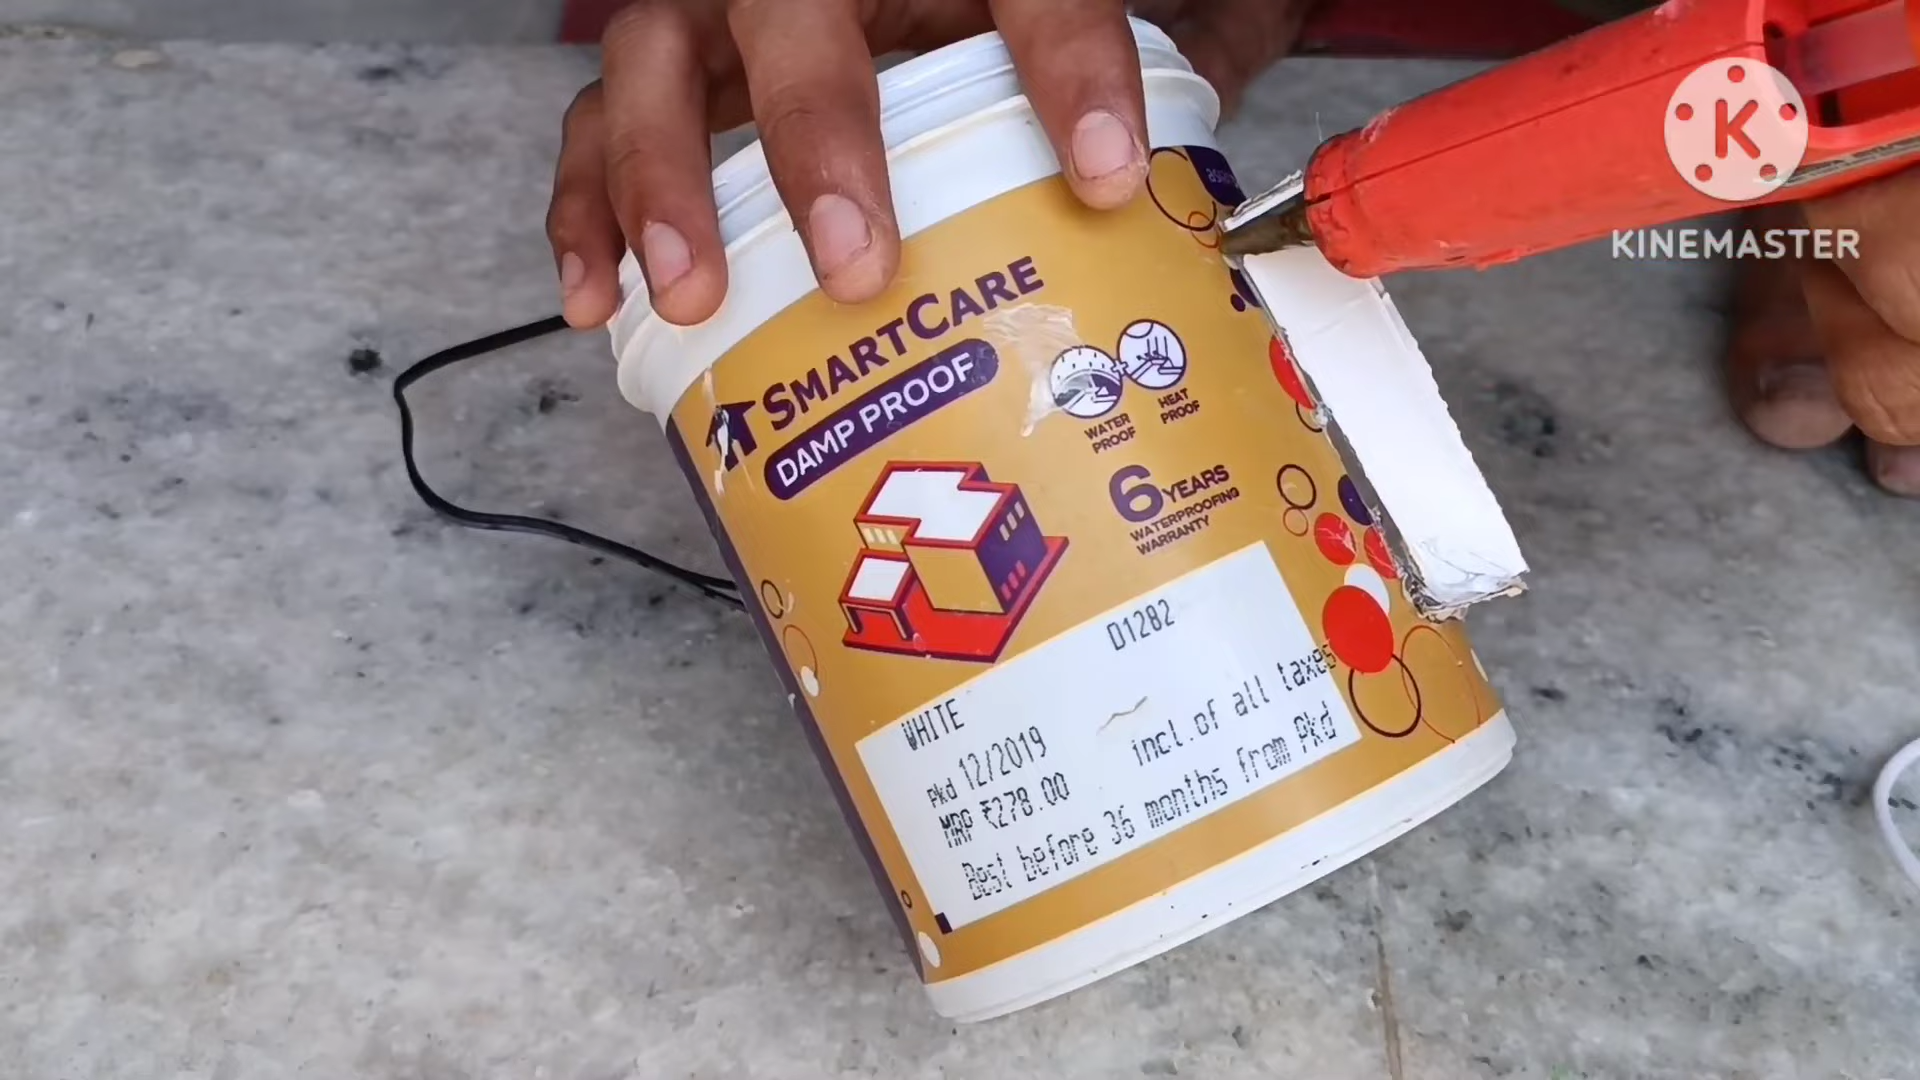 SMARTCARE
DAMP PROOF
WATER PROOF
HEAT PROOF
6 YEARS
WATERPROOFING
WARRANTY
D1282
WHITE
Pkd 12/2019
MRP ₹278.00 incl.of all taxes
Best before 36 months from Pkd
K
KINEMASTER